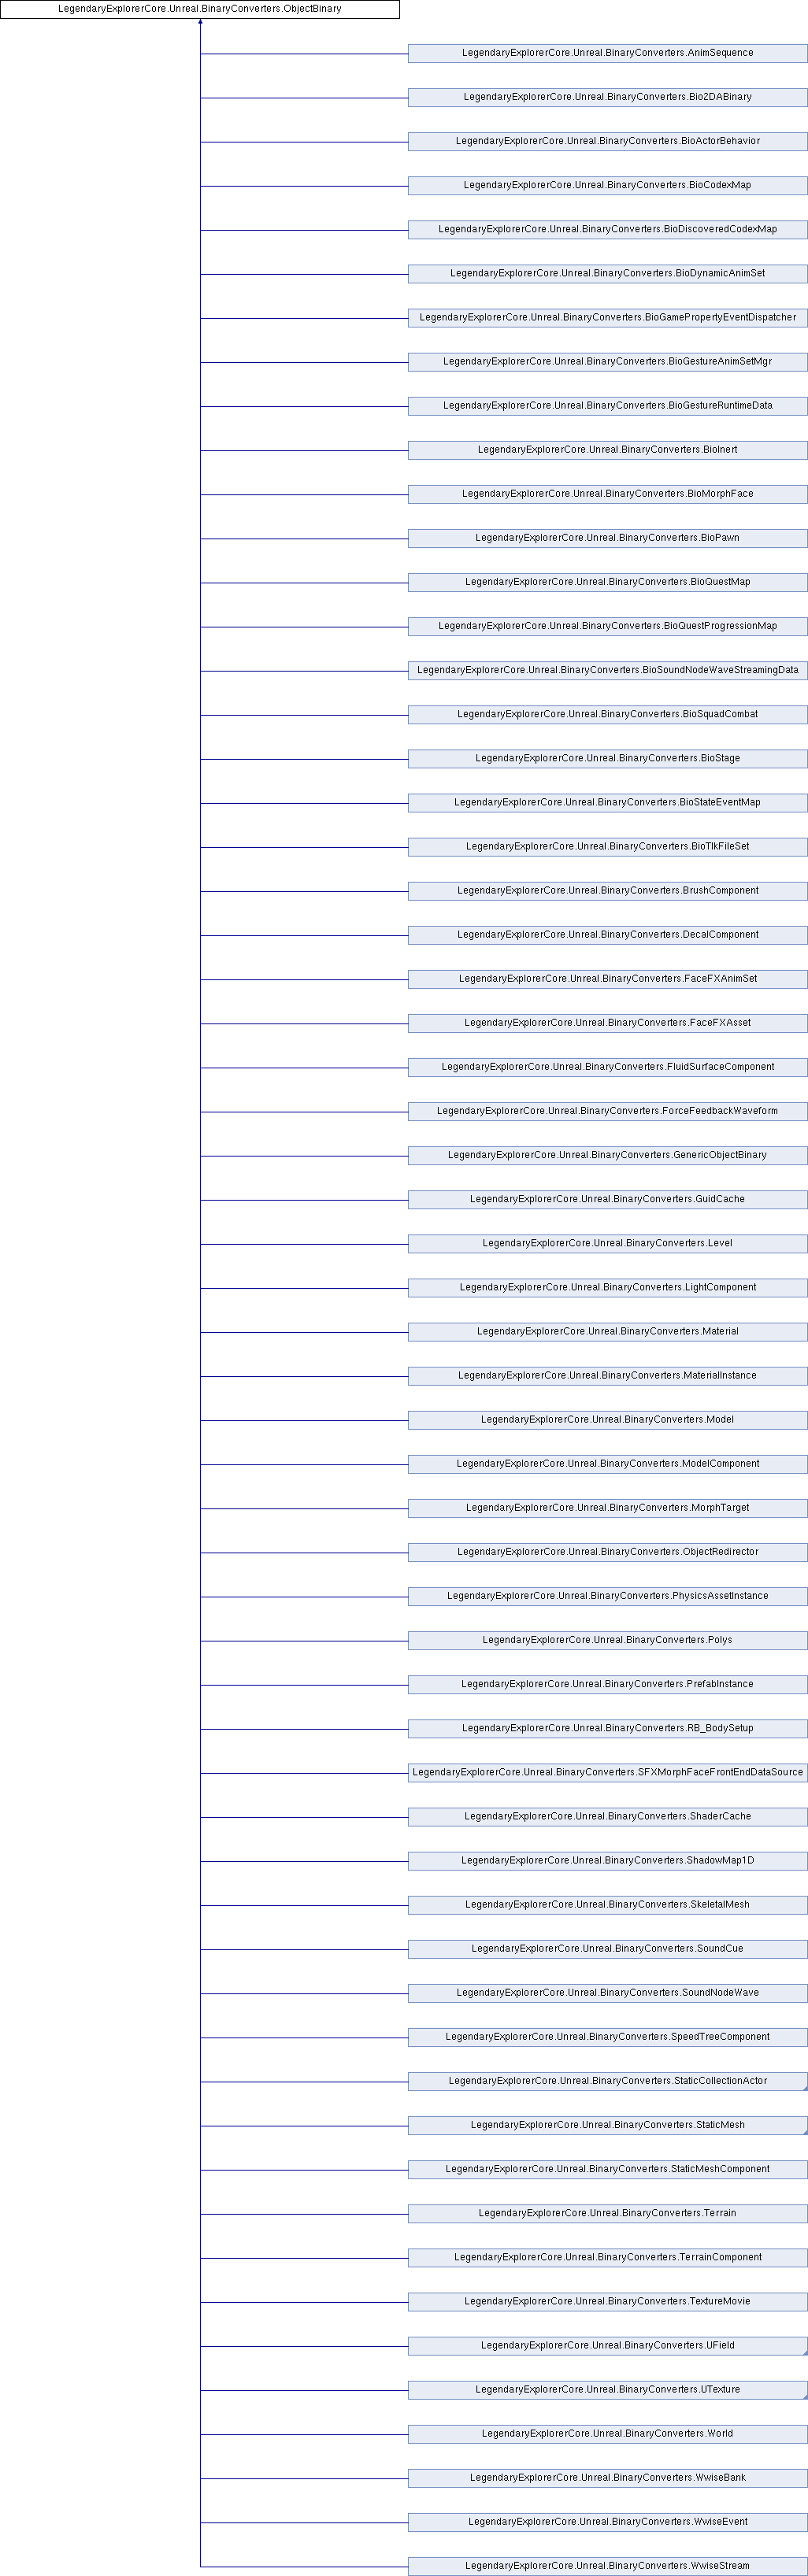 LegendaryExplorerCore.Unreal.BinaryConverters.ObjectBinary
LegendaryExplorerCore.Unreal.BinaryConverters.AnimSequence
LegendaryExplorerCore.Unreal.BinaryConverters.Bio2DABinary
LegendaryExplorerCore.Unreal.BinaryConverters.BioActorBehavior
LegendaryExplorerCore.Unreal.BinaryConverters.BioCodexMap
LegendaryExplorerCore.Unreal.BinaryConverters.BioDiscoveredCodexMap
LegendaryExplorerCore.Unreal.BinaryConverters.BioDynamicAnimSet
LegendaryExplorerCore.Unreal.BinaryConverters.BioGamePropertyEventDispatcher
LegendaryExplorerCore.Unreal.BinaryConverters.BioGestureAnimSetMgr
LegendaryExplorerCore.Unreal.BinaryConverters.BioGestureRuntimeData
LegendaryExplorerCore.Unreal.BinaryConverters.BioInert
LegendaryExplorerCore.Unreal.BinaryConverters.BioMorphFace
LegendaryExplorerCore.Unreal.BinaryConverters.BioPawn
LegendaryExplorerCore.Unreal.BinaryConverters.BioQuestMap
LegendaryExplorerCore.Unreal.BinaryConverters.BioQuestProgressionMap
LegendaryExplorerCore.Unreal.BinaryConverters.BioSoundNodeWaveStreamingData
LegendaryExplorerCore.Unreal.BinaryConverters.BioSquadCombat
LegendaryExplorerCore.Unreal.BinaryConverters.BioStage
LegendaryExplorerCore.Unreal.BinaryConverters.BioStateEventMap
LegendaryExplorerCore.Unreal.BinaryConverters.BioTlkFileSet
LegendaryExplorerCore.Unreal.BinaryConverters.BrushComponent
LegendaryExplorerCore.Unreal.BinaryConverters.DecalComponent
LegendaryExplorerCore.Unreal.BinaryConverters.FaceFXAnimSet
LegendaryExplorerCore.Unreal.BinaryConverters.FaceFXAsset
LegendaryExplorerCore.Unreal.BinaryConverters.FluidSurfaceComponent
LegendaryExplorerCore.Unreal.BinaryConverters.ForceFeedbackWaveform
LegendaryExplorerCore.Unreal.BinaryConverters.GenericObjectBinary
LegendaryExplorerCore.Unreal.BinaryConverters.GuidCache
LegendaryExplorerCore.Unreal.BinaryConverters.Level
LegendaryExplorerCore.Unreal.BinaryConverters.LightComponent
LegendaryExplorerCore.Unreal.BinaryConverters.Material
LegendaryExplorerCore.Unreal.BinaryConverters.MaterialInstance
LegendaryExplorerCore.Unreal.BinaryConverters.Model
LegendaryExplorerCore.Unreal.BinaryConverters.ModelComponent
LegendaryExplorerCore.Unreal.BinaryConverters.MorphTarget
LegendaryExplorerCore.Unreal.BinaryConverters.ObjectRedirector
LegendaryExplorerCore.Unreal.BinaryConverters.PhysicsAssetInstance
LegendaryExplorerCore.Unreal.BinaryConverters.Polys
LegendaryExplorerCore.Unreal.BinaryConverters.PrefabInstance
LegendaryExplorerCore.Unreal.BinaryConverters.RB_BodySetup
LegendaryExplorerCore.Unreal.BinaryConverters.SFXMorphFaceFrontEndDataSource
LegendaryExplorerCore.Unreal.BinaryConverters.ShaderCache
LegendaryExplorerCore.Unreal.BinaryConverters.ShadowMap1D
LegendaryExplorerCore.Unreal.BinaryConverters.SkeletalMesh
LegendaryExplorerCore.Unreal.BinaryConverters.SoundCue
LegendaryExplorerCore.Unreal.BinaryConverters.SoundNodeWave
LegendaryExplorerCore.Unreal.BinaryConverters.SpeedTreeComponent
LegendaryExplorerCore.Unreal.BinaryConverters.StaticCollectionActor
LegendaryExplorerCore.Unreal.BinaryConverters.StaticMesh
LegendaryExplorerCore.Unreal.BinaryConverters.StaticMeshComponent
LegendaryExplorerCore.Unreal.BinaryConverters.Terrain
LegendaryExplorerCore.Unreal.BinaryConverters.TerrainComponent
LegendaryExplorerCore.Unreal.BinaryConverters.TextureMovie
LegendaryExplorerCore.Unreal.BinaryConverters.UField
LegendaryExplorerCore.Unreal.BinaryConverters.UTexture
LegendaryExplorerCore.Unreal.BinaryConverters.World
LegendaryExplorerCore.Unreal.BinaryConverters.WwiseBank
LegendaryExplorerCore.Unreal.BinaryConverters.WwiseEvent
LegendaryExplorerCore.Unreal.BinaryConverters.WwiseStream